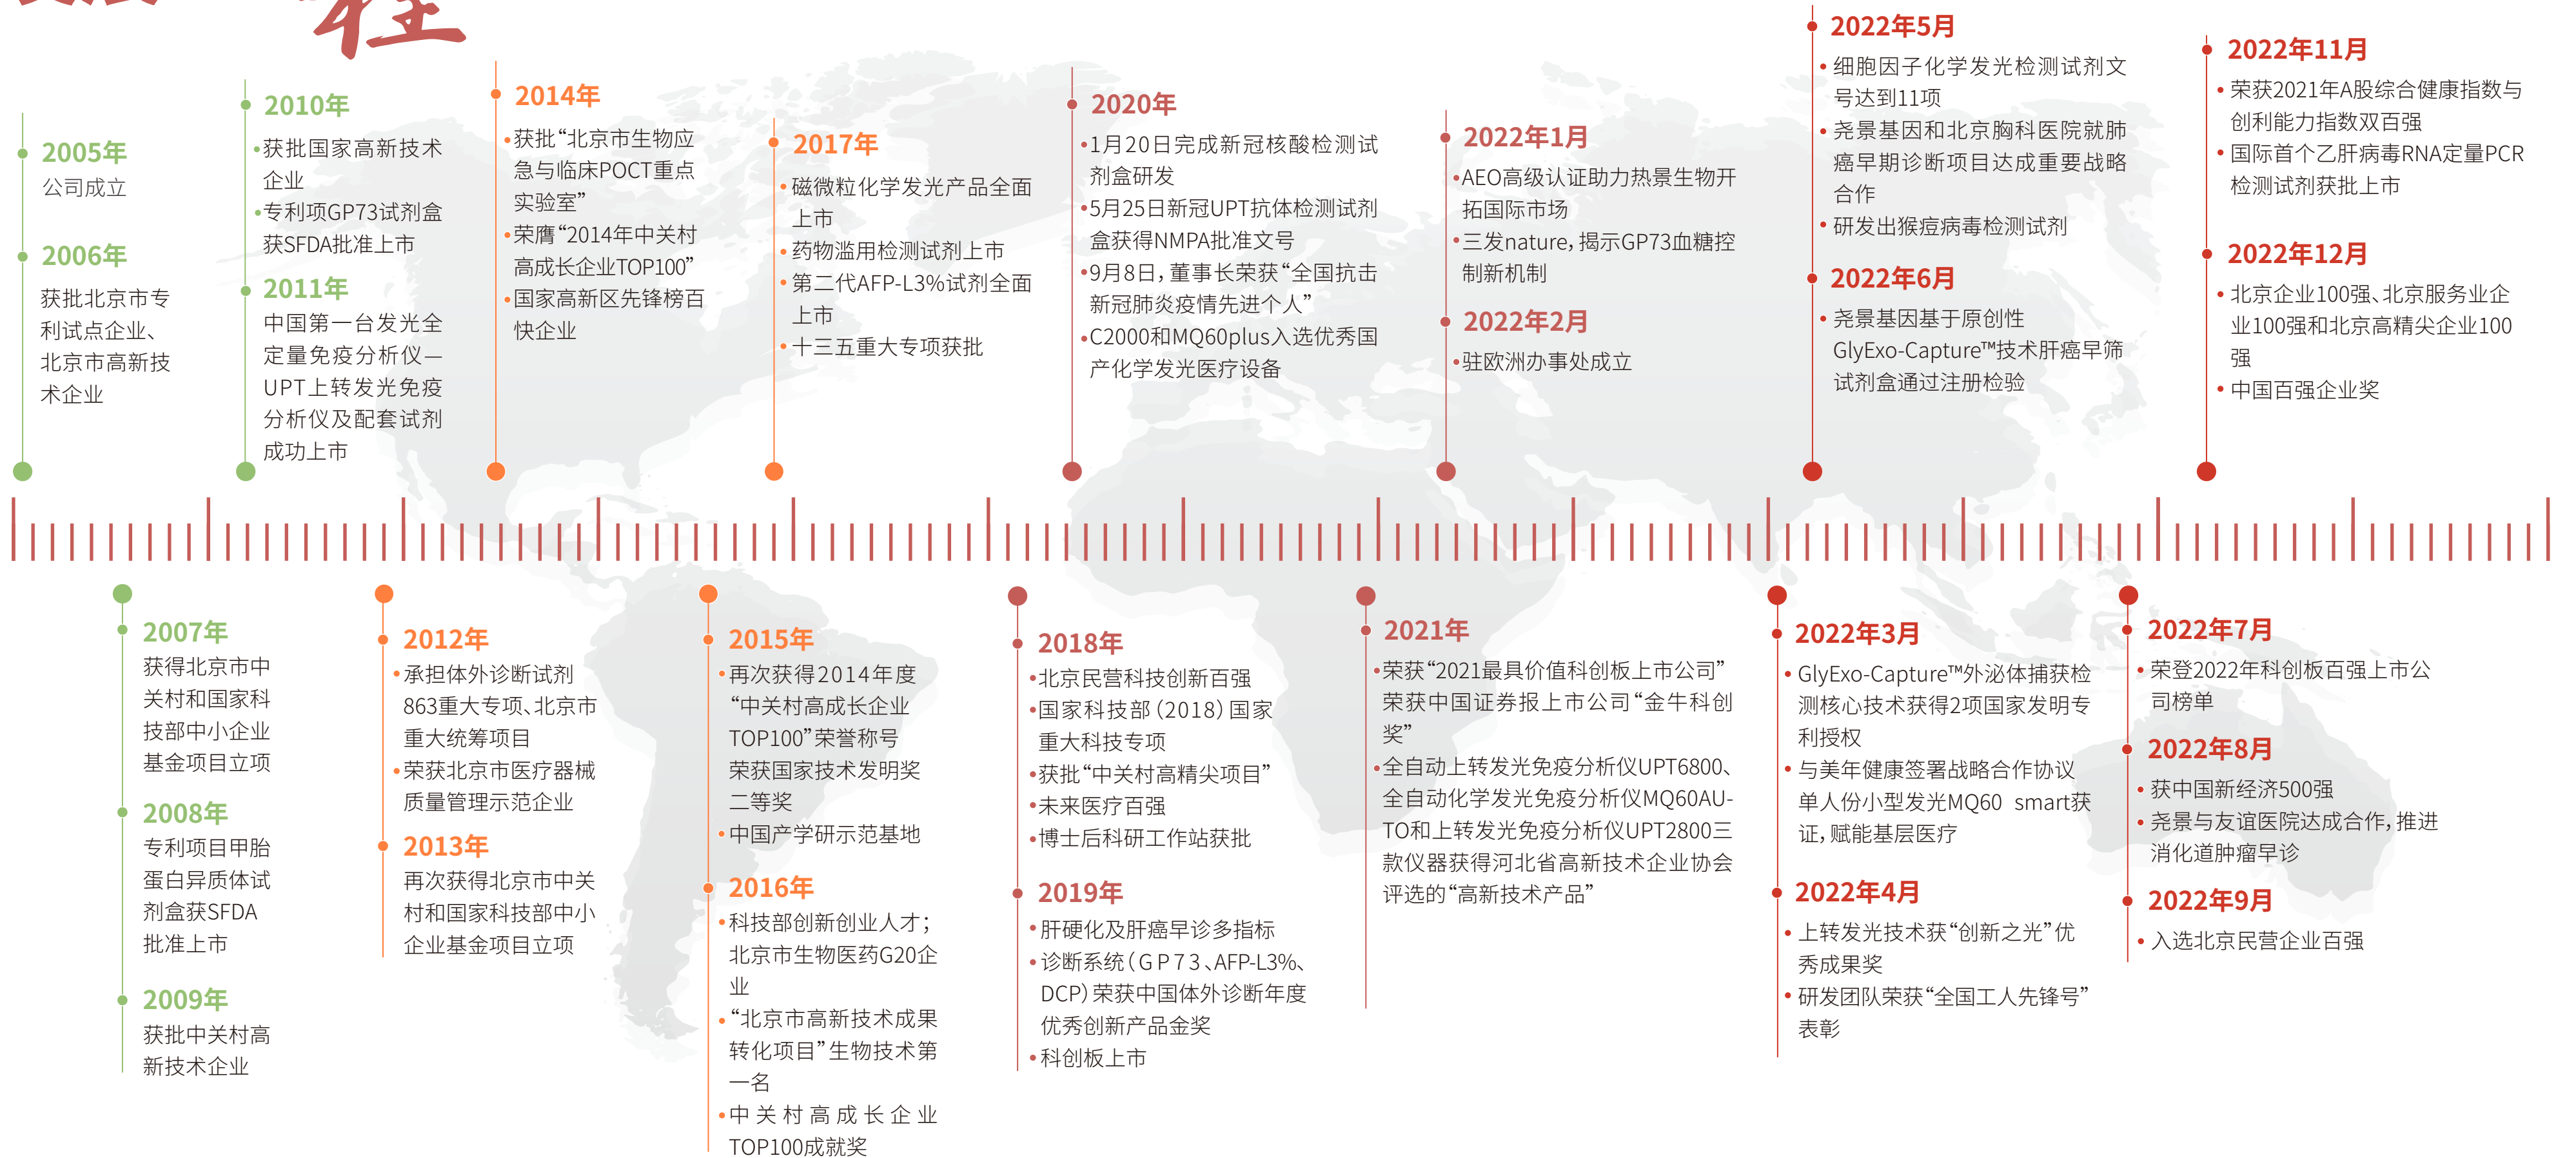 程
2005年
公司成立
2006年
获批北京市专
利试点企业、
北京市高新技
术企业
2010年
•获批国家高新技术
企业
•专利项GP73试剂盒
获SFDA批准上市
2011年
中国第一台发光全
定量免疫分析仪—
UPT上转发光免疫
分析仪及配套试剂
成功上市
2014年
•获批“北京市生物应
急与临床POCT重点
实验室”
•荣膺“2014年中关村
高成长企业TOP100”
•国家高新区先锋榜百
快企业
2017年
•磁微粒化学发光产品全面
上市
•药物滥用检测试剂上市
•第二代AFP-L3%试剂全面
上市
•十三五重大专项获批
2020年
•1月20日完成新冠核酸检测试
剂盒研发
•5月25日新冠UPT抗体检测试剂
盒获得NMPA批准文号
•9月8日，董事长荣获“全国抗击
新冠肺炎疫情先进个人”
•C2000和MQ60plus入选优秀国
产化学发光医疗设备
2022年1月
•AEO高级认证助力热景生物开
拓国际市场
•三发nature，揭示GP73血糖控
制新机制
2022年2月
•驻欧洲办事处成立
2022年5月
•细胞因子化学发光检测试剂文
号达到11项
•尧景基因和北京胸科医院就肺
癌早期诊断项目达成重要战略
合作
•研发出猴痘病毒检测试剂
2022年6月
•尧景基因基于原创性
GlyExo-Capture™技术肝癌早筛
试剂盒通过注册检验
2022年11月
•荣获2021年A股综合健康指数与
创利能力指数双百强
•国际首个乙肝病毒RNA定量PCR
检测试剂获批上市
2022年12月
•北京企业100强、北京服务业企
业100强和北京高精尖企业100
强
•中国百强企业奖
2007年
获得北京市中
关村和国家科
技部中小企业
基金项目立项
2008年
专利项目甲胎
蛋白异质体试
剂盒获SFDA
批准上市
2009年
获批中关村高
新技术企业
2012年
•承担体外诊断试剂
863重大专项、北京市
重大统筹项目
•荣获北京市医疗器械
质量管理示范企业
2013年
再次获得北京市中关
村和国家科技部中小
企业基金项目立项
2015年
•再次获得2014年度
“中关村高成长企业
TOP100”荣誉称号
荣获国家技术发明奖
二等奖
•中国产学研示范基地
2016年
•科技部创新创业人才；
北京市生物医药G20企
业
•“北京市高新技术成果
转化项目”生物技术第
一名
•中关村高成长企业
TOP100成就奖
2018年
•北京民营科技创新百强
•国家科技部（2018）国家
重大科技专项
•获批“中关村高精尖项目”
•未来医疗百强
•博士后科研工作站获批
2019年
•肝硬化及肝癌早诊多指标
•诊断系统（GP73、AFP-L3%、
DCP）荣获中国体外诊断年度
优秀创新产品金奖
•科创板上市
2021年
•荣获“2021最具价值科创板上市公司”
荣获中国证券报上市公司“金牛科创
奖”
•全自动上转发光免疫分析仪UPT6800、
全自动化学发光免疫分析仪MQ60AU-
TO和上转发光免疫分析仪UPT2800三
款仪器获得河北省高新技术企业协会
评选的“高新技术产品”
2022年3月
•GlyExo-Capture™外泌体捕获检
测核心技术获得2项国家发明专
利授权
•与美年健康签署战略合作协议
单人份小型发光MQ60 smart获
证，赋能基层医疗
2022年4月
•上转发光技术获“创新之光”优
秀成果奖
•研发团队荣获“全国工人先锋号”
表彰
2022年7月
•荣登2022年科创板百强上市公
司榜单
2022年8月
•获中国新经济500强
•尧景与友谊医院达成合作，推进
消化道肿瘤早诊
2022年9月
•入选北京民营企业百强